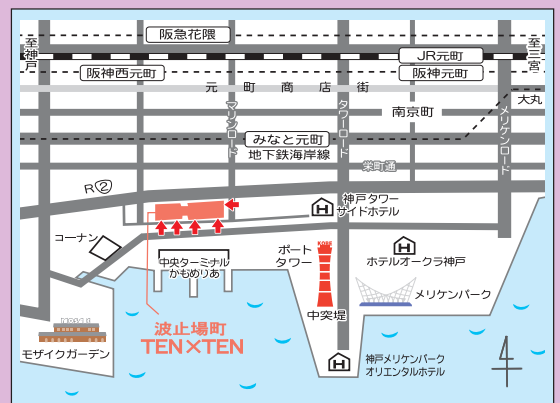 阪急花隈
至神戸
JR元町
至三宮
阪神西元町
阪神元町
元町商店街
大丸
マリンロード
タワーロード
南京町
メリケンロード
みなと元町
地下鉄海岸線
栄町通
R②
神戸タワー
サイドホテル
コーナン
中央ターミナル
かもめりあ
ポート
タワー
KOBE
ホテルオークラ神戸
メリケンパーク
中突堤
波止場町
TEN×TEN
モザイクガーデン
神戸メリケンパーク
オリエンタルホテル
H
H
H
4